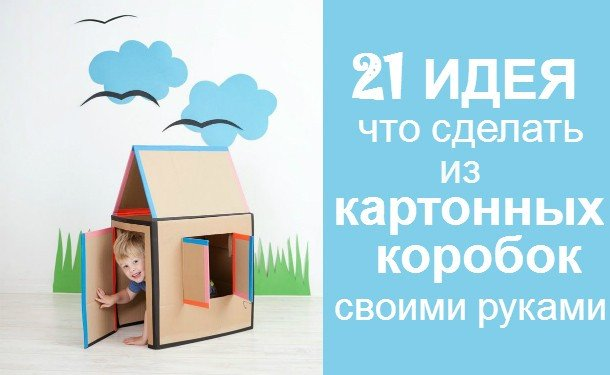 21 ИДЕЯ
что сделать
из
картонных
коробок
своими руками